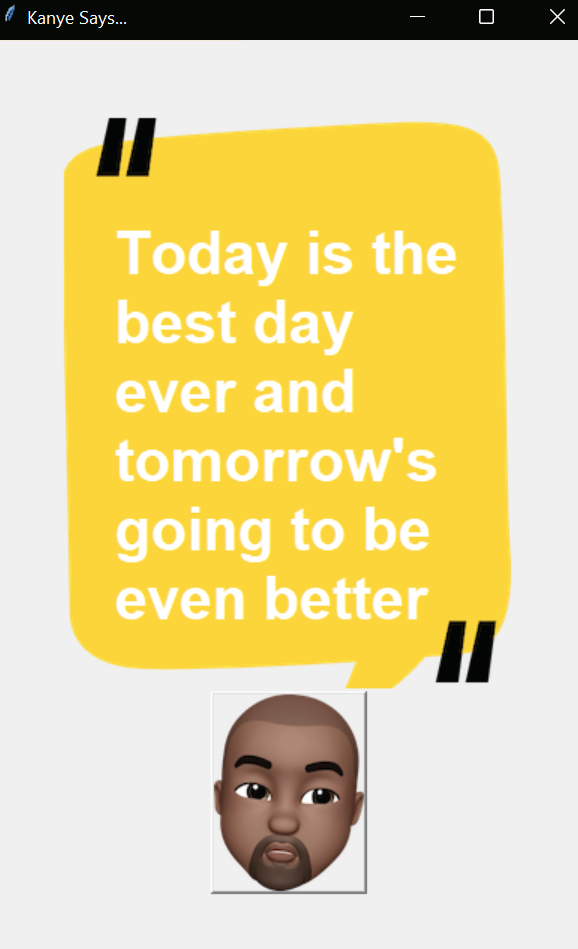 Kanye Says...
"
Today is the
best day
ever and
tomorrow's
going to be
even better
"